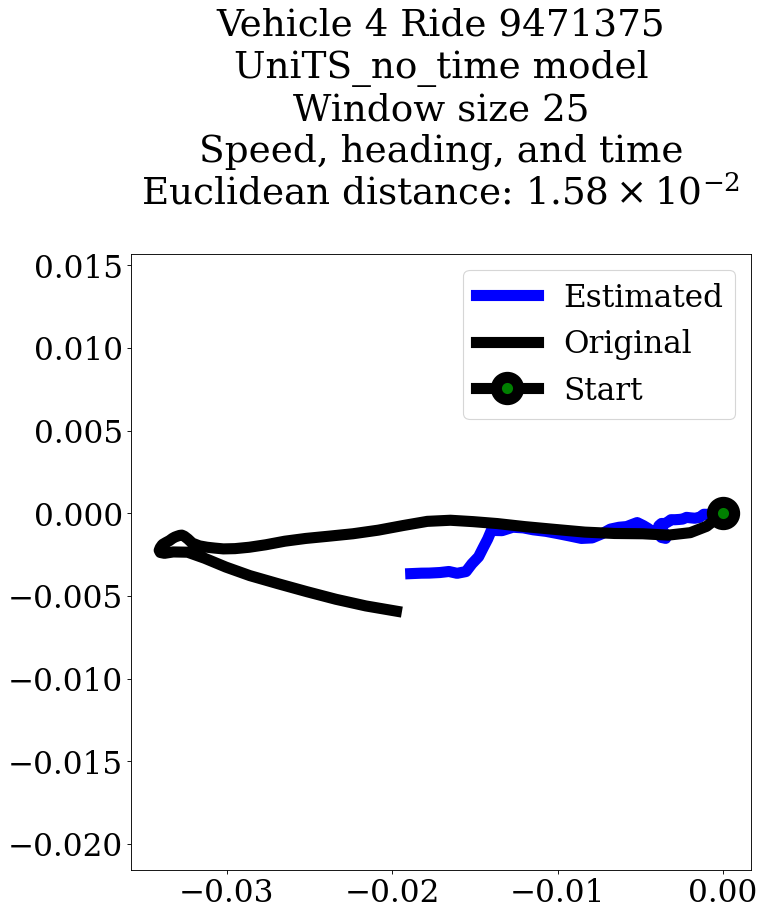 Vehicle 4 Ride 9471375
UniTS_no_time model
Window size 25
Speed, heading, and time
Euclidean distance: 1.58 × 10⁻²
0.015
0.010
0.005
0.000
−0.005
−0.010
−0.015
−0.020
Estimated
Original
Start
−0.03
−0.02
−0.01
0.00